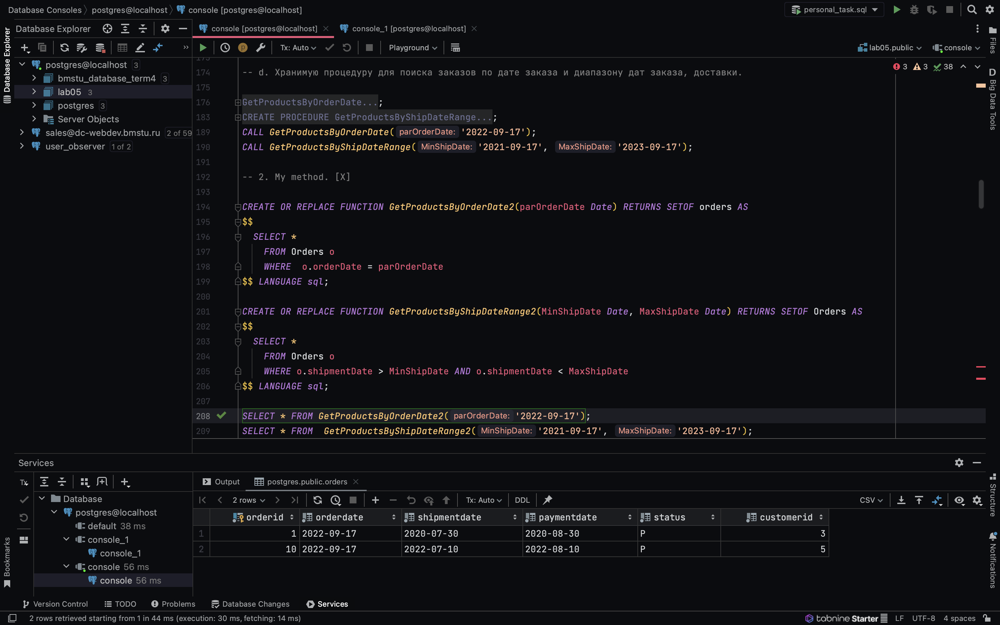 Database Consoles postgres@localhost console [postgres@localhost] personal_task.sql
Database Explorer console [postgres@localhost] console_1 [postgres@localhost]
Tx: Auto Playground lab05.public console
Database Explorer
Files
Big Data Tools
postgres@localhost 3
bmstu_database_term4 3
lab05 3
postgres 3
Server Objects
sales@dc-webdev.bmstu.ru 2 of 59
user_observer 1 of 2
3 3 38
173
174 -- d. Хранимую процедуру для поиска заказов по дате заказа и диапазону дат заказа, доставки.
175
176 GetProductsByOrderDate...;
183 CREATE PROCEDURE GetProductsByShipDateRange...;
189 CALL GetProductsByOrderDate( parOrderDate: '2022-09-17');
190 CALL GetProductsByShipDateRange( MinShipDate: '2021-09-17', MaxShipDate: '2023-09-17');
191
192 -- 2. My method. [X]
193
194 CREATE OR REPLACE FUNCTION GetProductsByOrderDate2(parOrderDate Date) RETURNS SETOF orders AS
195 $$
196 SELECT *
197 FROM Orders o
198 WHERE o.orderDate = parOrderDate
199 $$ LANGUAGE sql;
200
201 CREATE OR REPLACE FUNCTION GetProductsByShipDateRange2(MinShipDate Date, MaxShipDate Date) RETURNS SETOF Orders AS
202 $$
203 SELECT *
204 FROM Orders o
205 WHERE o.shipmentDate > MinShipDate AND o.shipmentDate < MaxShipDate
206 $$ LANGUAGE sql;
207
208 SELECT * FROM GetProductsByOrderDate2( parOrderDate: '2022-09-17');
209 SELECT * FROM GetProductsByShipDateRange2( MinShipDate: '2021-09-17', MaxShipDate: '2023-09-17');
Services
Tx
Database
postgres@localhost
default 38 ms
console_1
console_1
console 56 ms
console 56 ms
Output postgres.public.orders
2 rows Tx: Auto DDL CSV
orderid orderdate shipmentdate paymentdate status customerid
1 1 2022-09-17 2020-07-30 2020-08-30 P 3
2 10 2022-09-17 2022-07-10 2022-08-10 P 5
Structure
Notifications
Bookmarks
Version Control TODO Problems Database Changes Services
2 rows retrieved starting from 1 in 44 ms (execution: 30 ms, fetching: 14 ms) tabnine Starter LF UTF-8 4 spaces